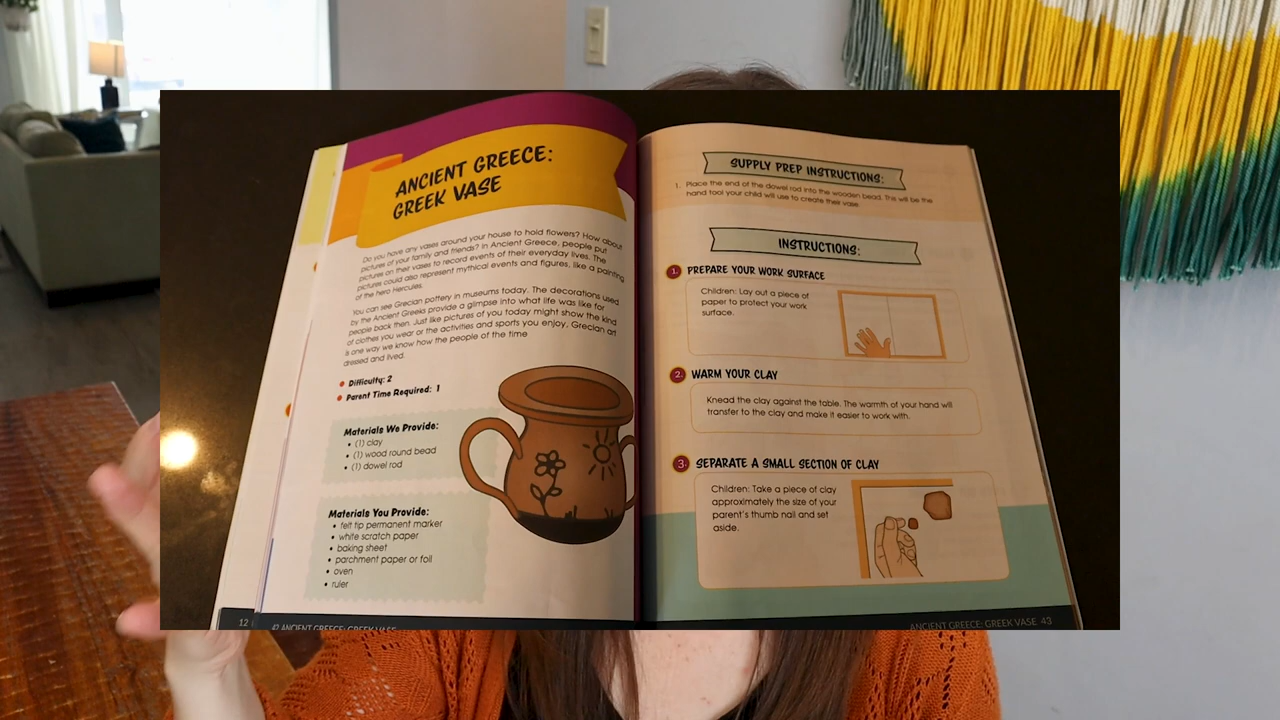 ANCIENT GREECE:
GREEK VASE
Do you have any vases around your house to hold flowers? How about
pictures of your family and friends? In Ancient Greece, people put
pictures on their vases to record events of their everyday lives. The
pictures could also represent mythical events and figures, like a painting
of the hero Hercules.
You can see Grecian pottery in museums today. The decorations used
by the Ancient Greeks provide a glimpse into what life was like for
people back then. Just like pictures of you today might show the kind
of clothes you wear or the activities and sports you enjoy, Grecian art
is one way we know how the people of the time
dressed and lived.
Difficulty: 2
Parent Time Required: 1
Materials We Provide:
• (1) clay
• (1) wood round bead
• (1) dowel rod
Materials You Provide:
• felt tip permanent marker
• white scratch paper
• baking sheet
• parchment paper or foil
• oven
• ruler
12
42 ANCIENT GREECE: GREEK VASE
SUPPLY PREP INSTRUCTIONS:
1. Place the end of the dowel rod into the wooden bead. This will be the
hand tool your child will use to create their vase.
INSTRUCTIONS:
1. PREPARE YOUR WORK SURFACE
Children: Lay out a piece of
paper to protect your work
surface.
2. WARM YOUR CLAY
Knead the clay against the table. The warmth of your hand will
transfer to the clay and make it easier to work with.
3. SEPARATE A SMALL SECTION OF CLAY
Children: Take a piece of clay
approximately the size of your
parent's thumb nail and set
aside.
ANCIENT GREECE: GREEK VASE 43